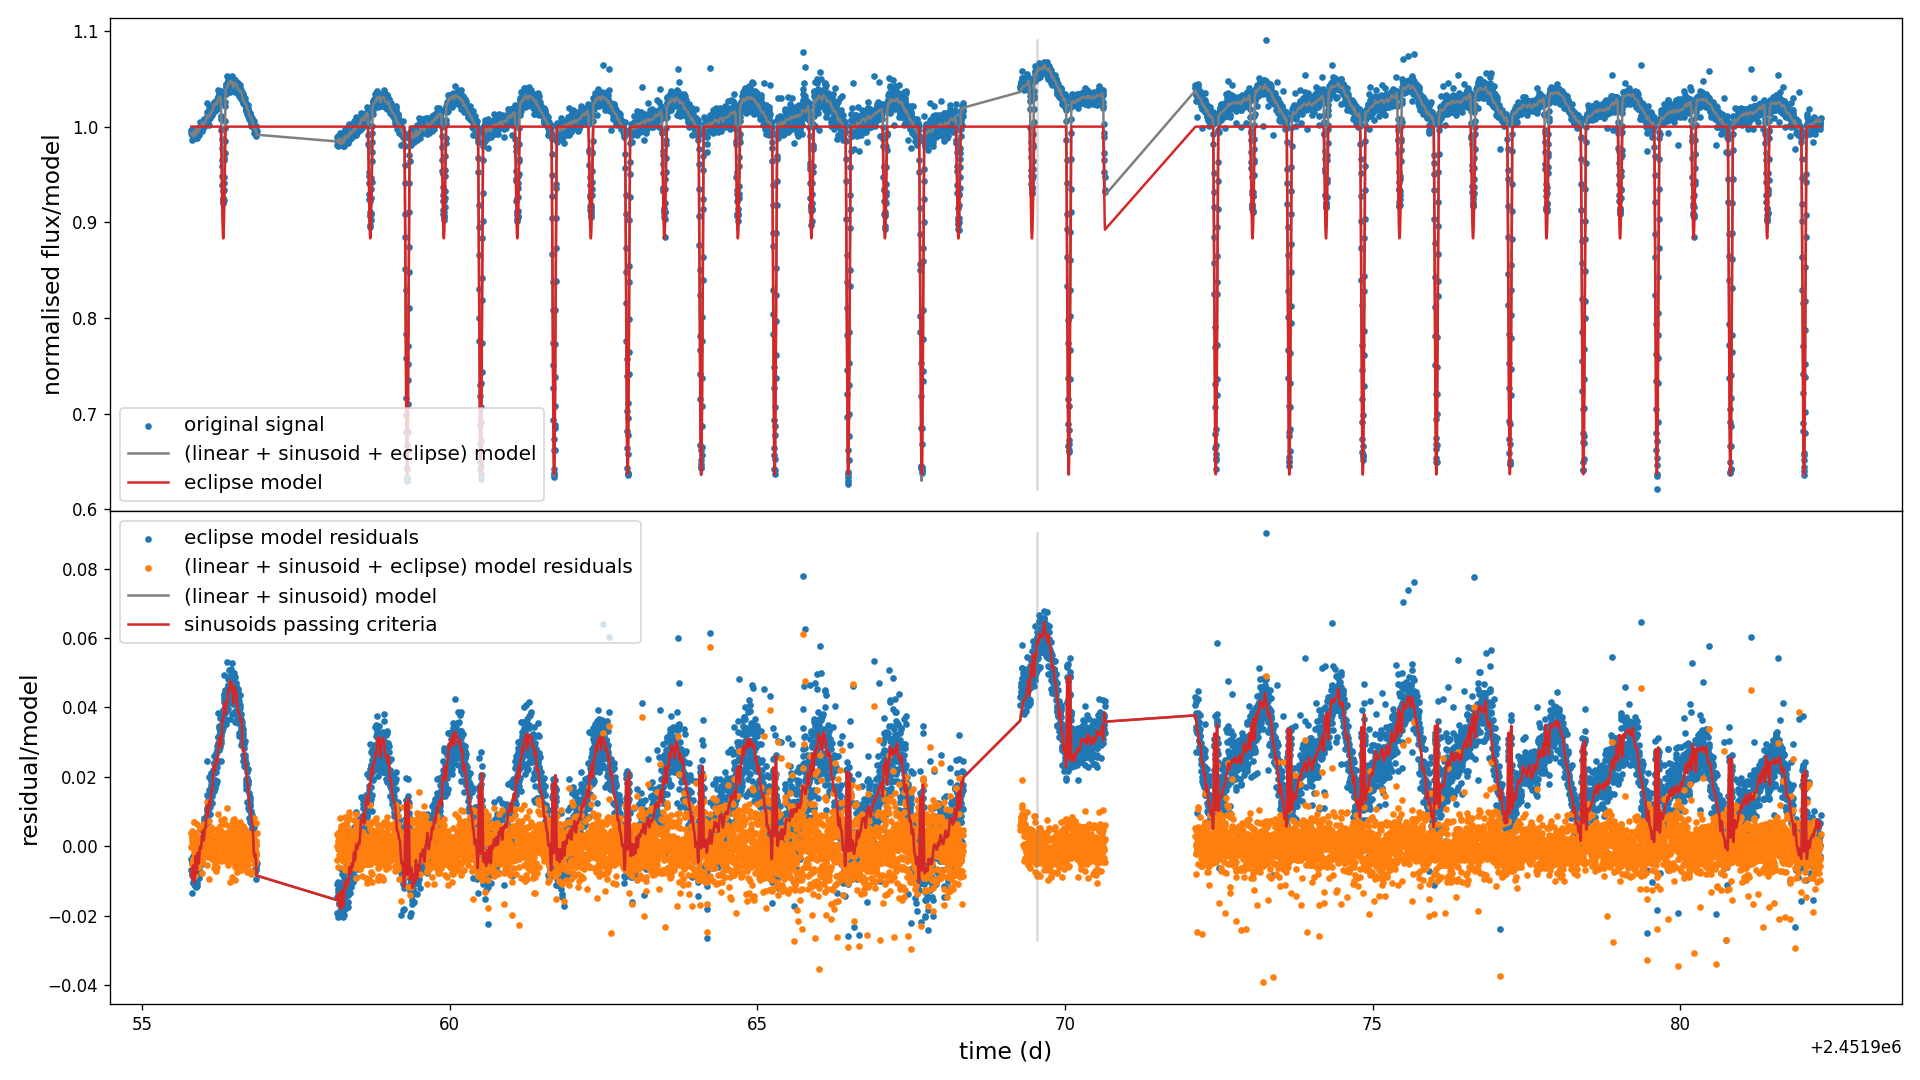 normalised flux/model
1.1
1.0
0.9
0.8
0.7
0.6
original signal
(linear + sinusoid + eclipse) model
eclipse model
residual/model
0.08
0.06
0.04
0.02
0.00
−0.02
−0.04
eclipse model residuals
(linear + sinusoid + eclipse) model residuals
(linear + sinusoid) model
sinusoids passing criteria
55 60 65 70 75 80
time (d)
+2.4519e6